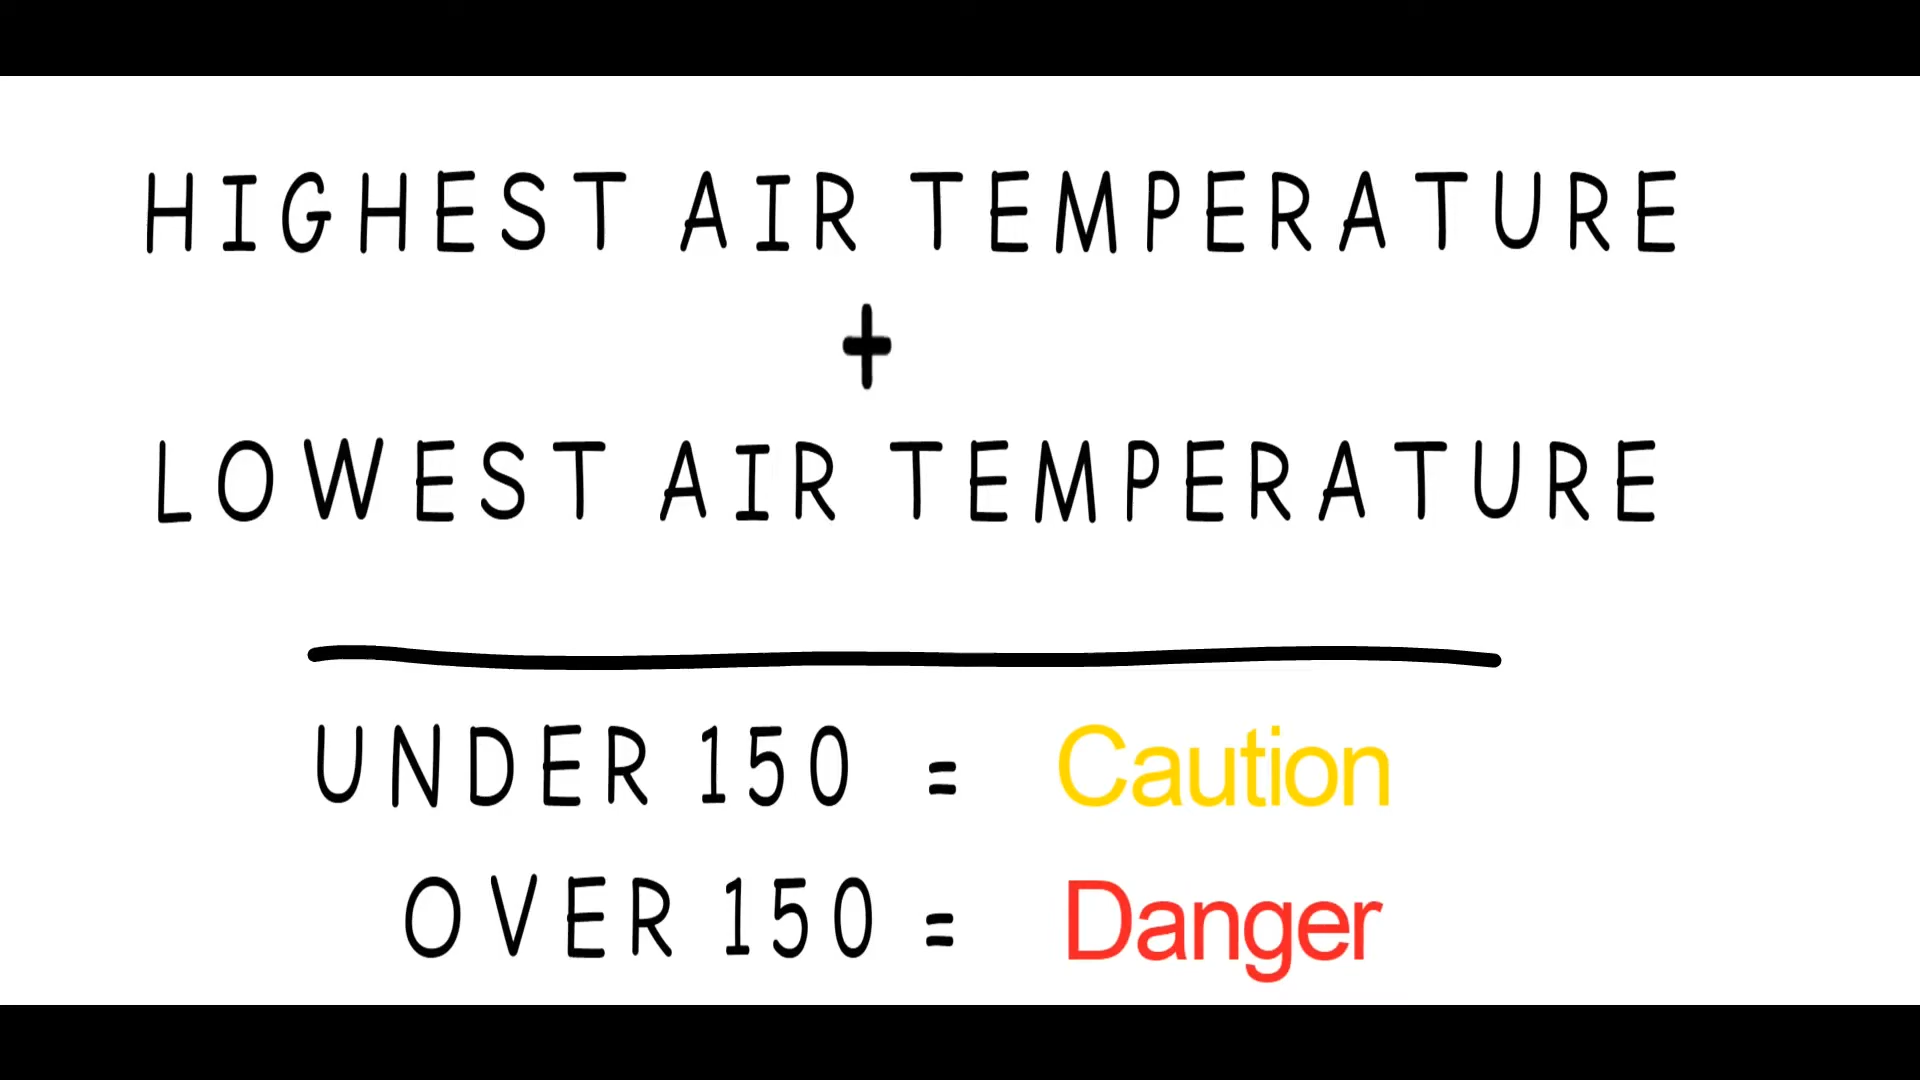 HIGHEST AIR TEMPERATURE
+
LOWEST AIR TEMPERATURE
UNDER 150 = Caution
OVER 150 = Danger